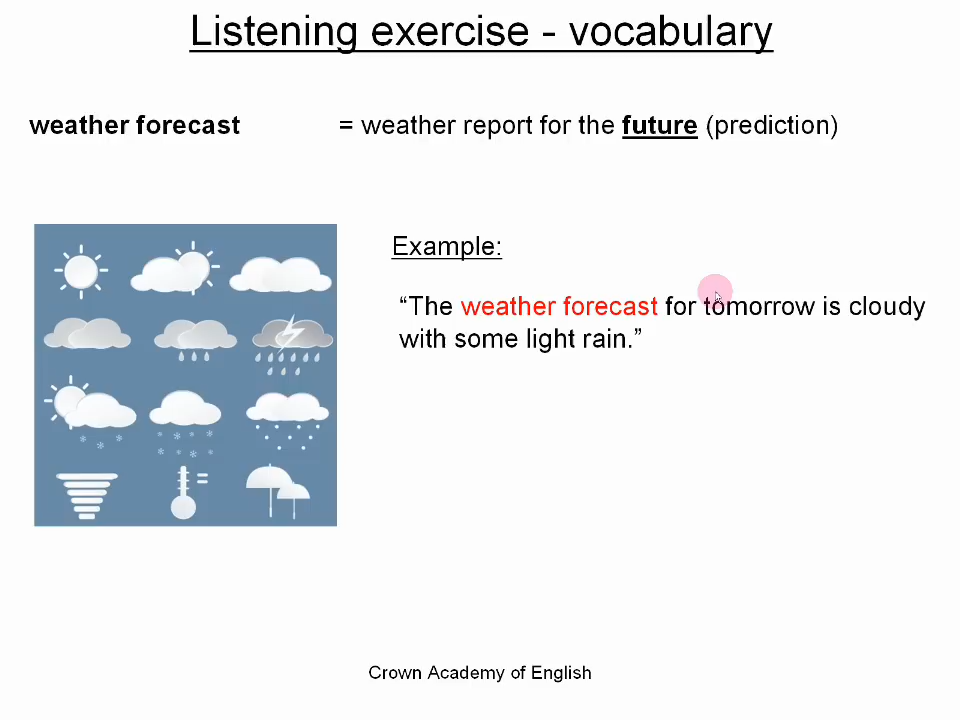 Listening exercise - vocabulary
weather forecast = weather report for the future (prediction)
Example:
“The weather forecast for tomorrow is cloudy
with some light rain.”
Crown Academy of English